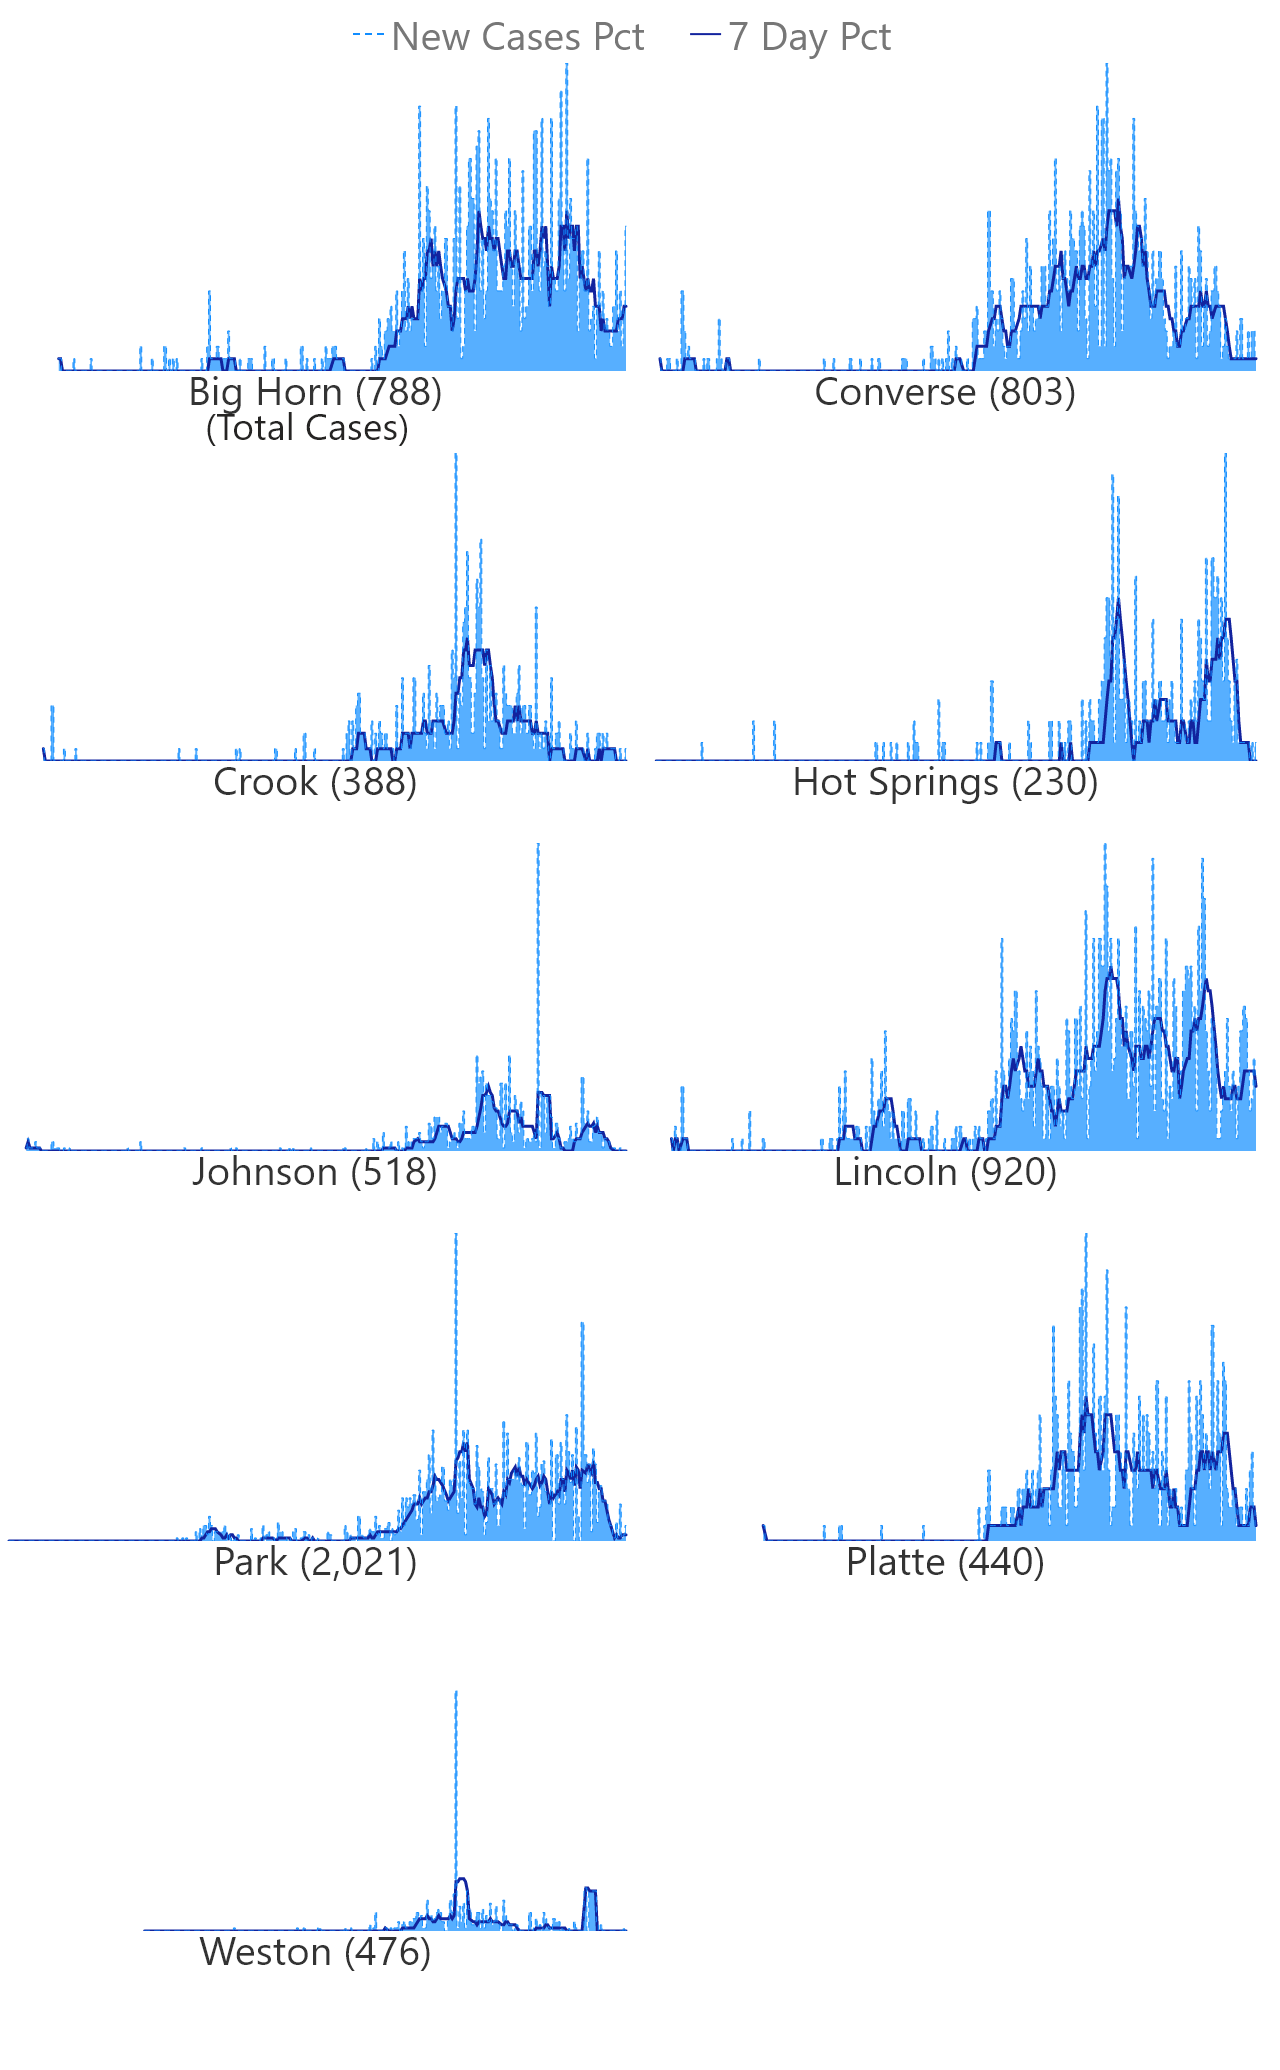 New Cases Pct 7 Day Pct
Big Horn (788) Converse (803)
(Total Cases)
Crook (388) Hot Springs (230)
Johnson (518) Lincoln (920)
Park (2,021) Platte (440)
Weston (476)